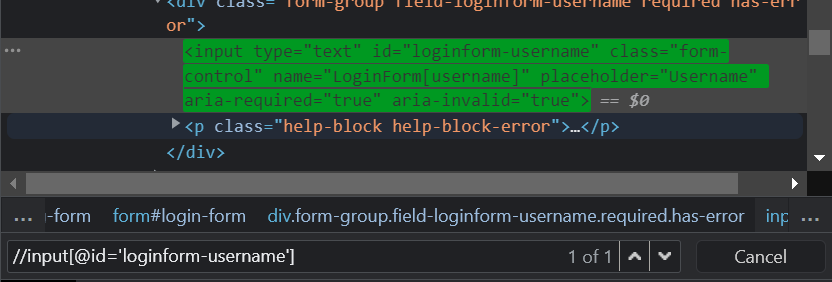 <div class="form-group field-loginform-username required has-err
or">
<input type="text" id="loginform-username" class="form-
control" name="LoginForm[username]" placeholder="Username"
aria-required="true" aria-invalid="true"> == $0
<p class="help-block help-block-error">…</p>
</div>
... -form form#login-form div.form-group.field-loginform-username.required.has-error inp ...
//input[@id='loginform-username'] 1 of 1 Cancel